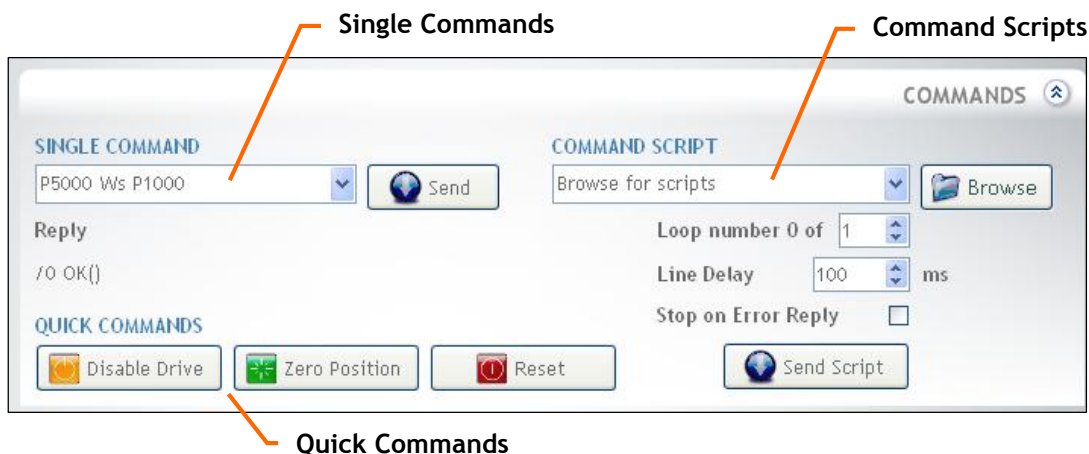 Single Commands
Command Scripts
COMMANDS
SINGLE COMMAND
COMMAND SCRIPT
P5000 Ws P1000
Send
Browse for scripts
Browse
Reply
Loop number 0 of 1
/0 OK()
Line Delay 100 ms
Stop on Error Reply
QUICK COMMANDS
Disable Drive
Zero Position
Reset
Send Script
Quick Commands